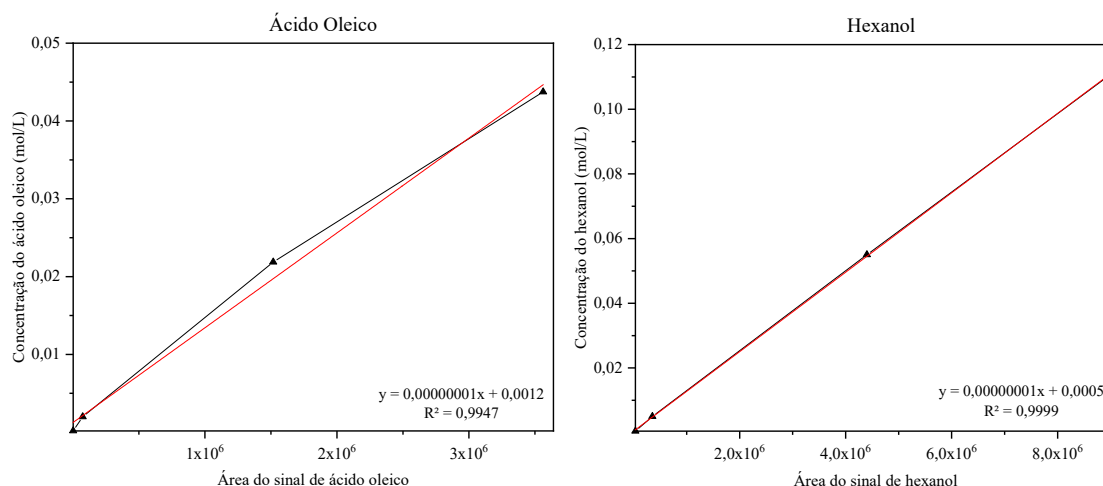 Ácido Oleico
0,05
0,04
0,03
0,02
0,01
Concentração do ácido oleico (mol/L)
y = 0,00000001x + 0,0012
R² = 0,9947
1x10⁶
2x10⁶
3x10⁶
Área do sinal de ácido oleico
Hexanol
0,12
0,10
0,08
0,06
0,04
0,02
Concentração do hexanol (mol/L)
y = 0,00000001x + 0,0005
R² = 0,9999
2,0x10⁶
4,0x10⁶
6,0x10⁶
8,0x10⁶
Área do sinal de hexanol